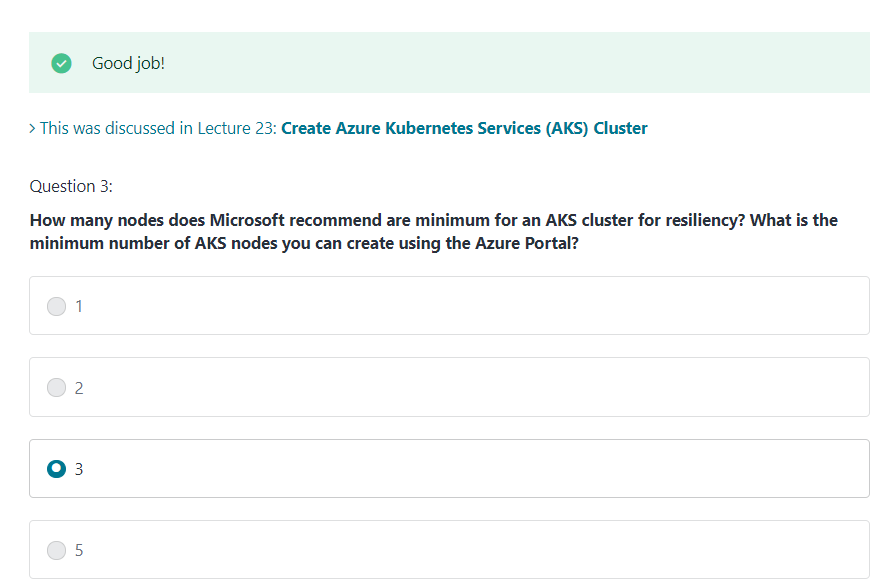 Good job!
> This was discussed in Lecture 23: Create Azure Kubernetes Services (AKS) Cluster
Question 3:
How many nodes does Microsoft recommend are minimum for an AKS cluster for resiliency? What is the
minimum number of AKS nodes you can create using the Azure Portal?
1
2
3
5